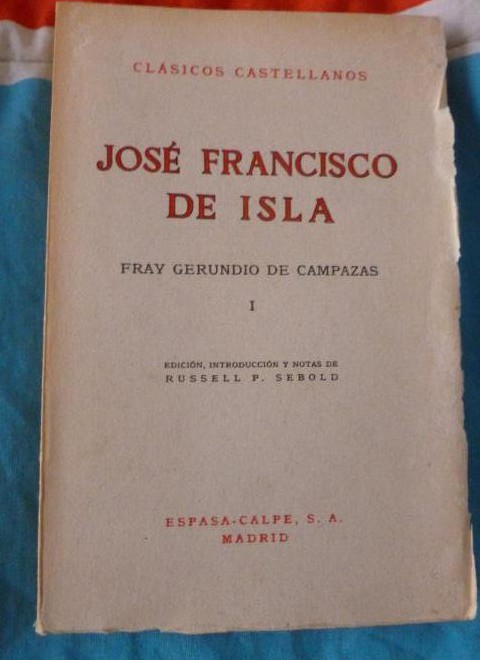 CLÁSICOS CASTELLANOS
JOSÉ FRANCISCO
DE ISLA
FRAY GERUNDIO DE CAMPAZAS
I
EDICIÓN, INTRODUCCIÓN Y NOTAS DE
RUSSELL P. SEBOLD
ESPASA-CALPE, S. A.
MADRID